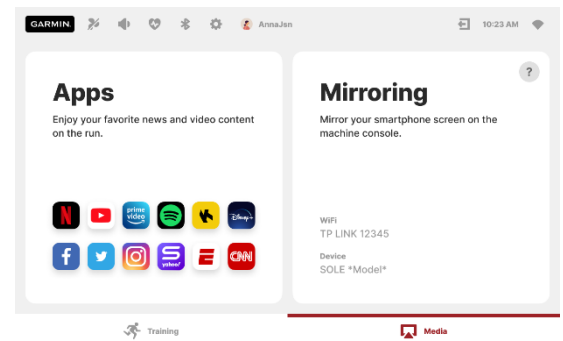 GARMIN.
AnnaJen
10:23 AM
Apps
Enjoy your favorite news and video content
on the run.
prime
video
Disney+
yahoo!
CNN
Mirroring
?
Mirror your smartphone screen on the
machine console.
WiFi
TP LINK 12345
Device
SOLE *Model*
Training
Media